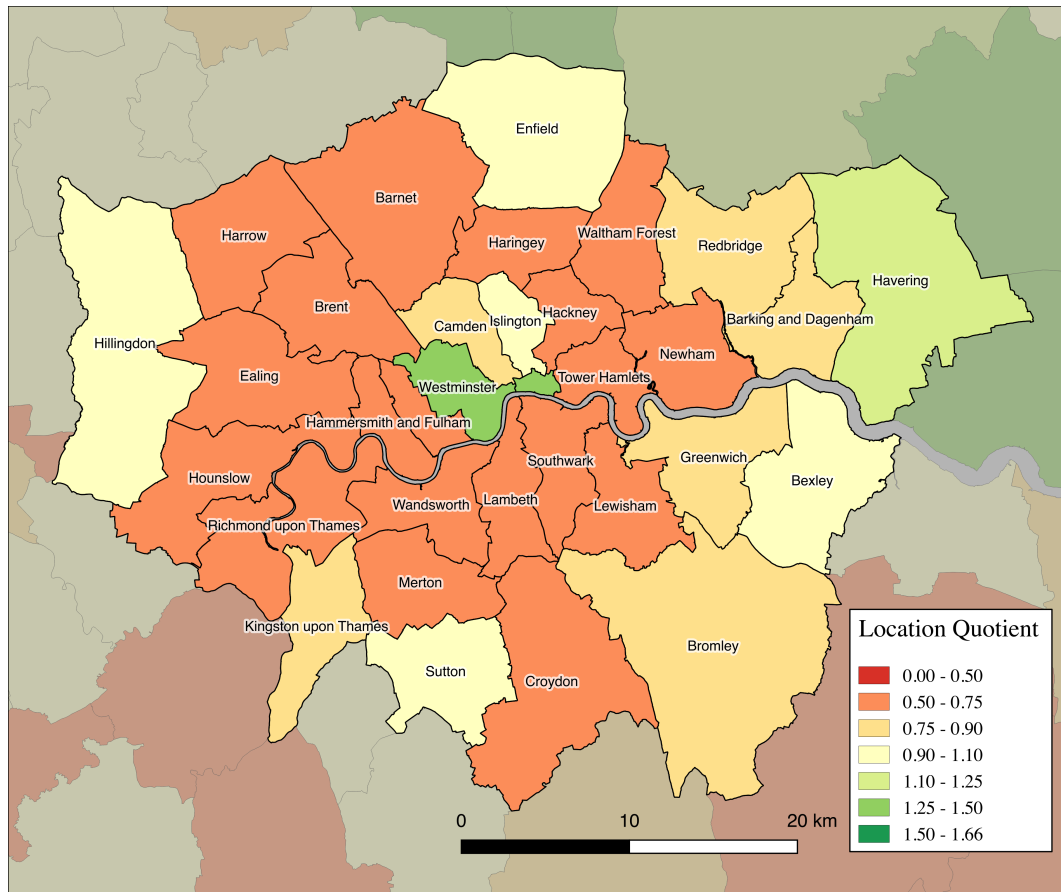 Enfield
Barnet
Harrow
Haringey
Waltham Forest
Redbridge
Havering
Brent
Camden
Islington
Hackney
Barking and Dagenham
Hillingdon
Ealing
Newham
Westminster
Tower Hamlets
Hammersmith and Fulham
Hounslow
Southwark
Greenwich
Bexley
Richmond upon Thames
Wandsworth
Lambeth
Lewisham
Merton
Kingston upon Thames
Sutton
Croydon
Bromley
Location Quotient
0.00 - 0.50
0.50 - 0.75
0.75 - 0.90
0.90 - 1.10
1.10 - 1.25
1.25 - 1.50
1.50 - 1.66
0 10 20 km